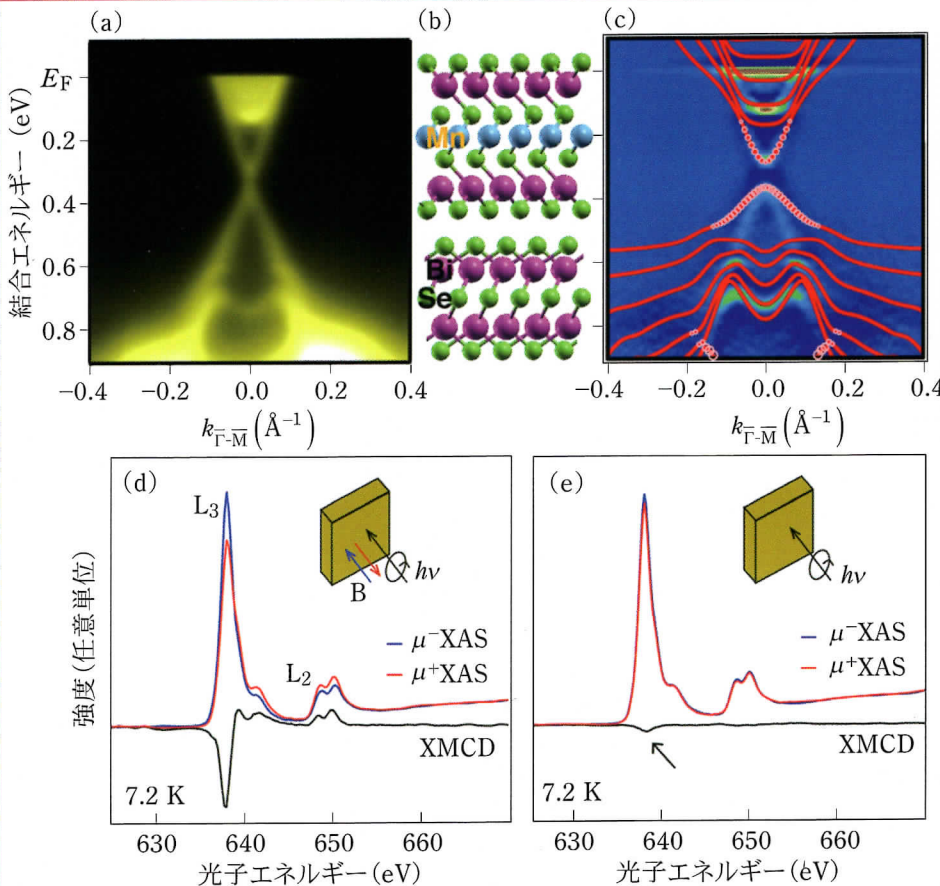 (a)
E_F
0.2
0.4
0.6
0.8
結合エネルギー (eV)
−0.4 −0.2 0.0 0.2 0.4
k_Γ̄-M̄ (Å⁻¹)
(b)
Mn
Bi
Se
(c)
−0.4 −0.2 0.0 0.2 0.4
k_Γ̄-M̄ (Å⁻¹)
(d)
L₃
B
hν
μ⁻XAS
μ⁺XAS
L₂
XMCD
7.2 K
強度(任意単位)
630 640 650 660
光子エネルギー(eV)
(e)
hν
μ⁻XAS
μ⁺XAS
XMCD
7.2 K
630 640 650 660
光子エネルギー(eV)